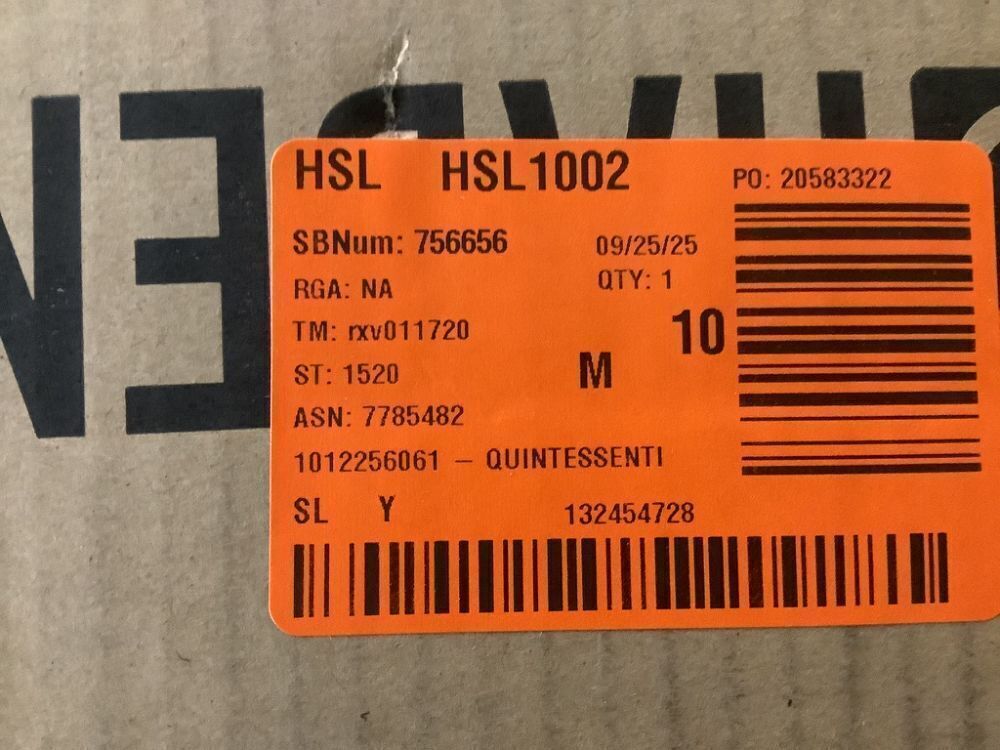 HSL HSL1002
PO: 20583322
SBNum: 756656
09/25/25
RGA: NA
QTY: 1
TM: rxv011720
10
ST: 1520
M
ASN: 7785482
1012256061 – QUINTESSENTI
SL Y
132454728